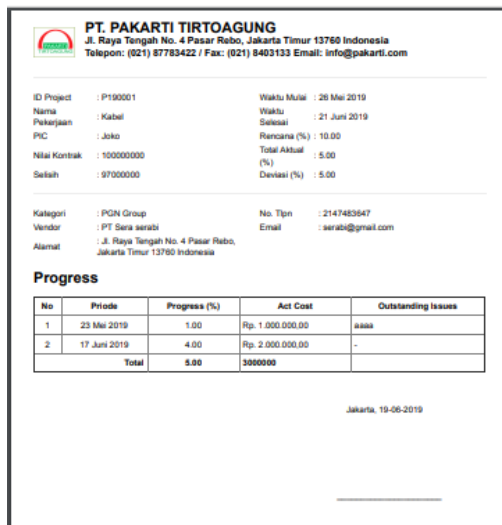 PAKARTI
TIRTOAGUNG
PT. PAKARTI TIRTOAGUNG
Jl. Raya Tengah No. 4 Pasar Rebo, Jakarta Timur 13760 Indonesia
Telepon: (021) 87783422 / Fax: (021) 8403133 Email: info@pakarti.com
ID Project : P190001 Waktu Mulai : 26 Mei 2019
Nama Pekerjaan : Kabel Waktu Selesai : 21 Juni 2019
PIC : Joko Rencana (%) : 10.00
Nilai Kontrak : 100000000 Total Aktual (%) : 5.00
Selisih : 97000000 Deviasi (%) : 5.00
Kategori : PGN Group No. Tlpn : 2147483647
Vendor : PT Sera serabi Email : serabi@gmail.com
Alamat : Jl. Raya Tengah No. 4 Pasar Rebo,
Jakarta Timur 13760 Indonesia
Progress
No Priode Progress (%) Act Cost Outstanding Issues
1 23 Mei 2019 1.00 Rp. 1.000.000,00 aaaa
2 17 Juni 2019 4.00 Rp. 2.000.000,00 -
Total 5.00 3000000
Jakarta, 19-06-2019